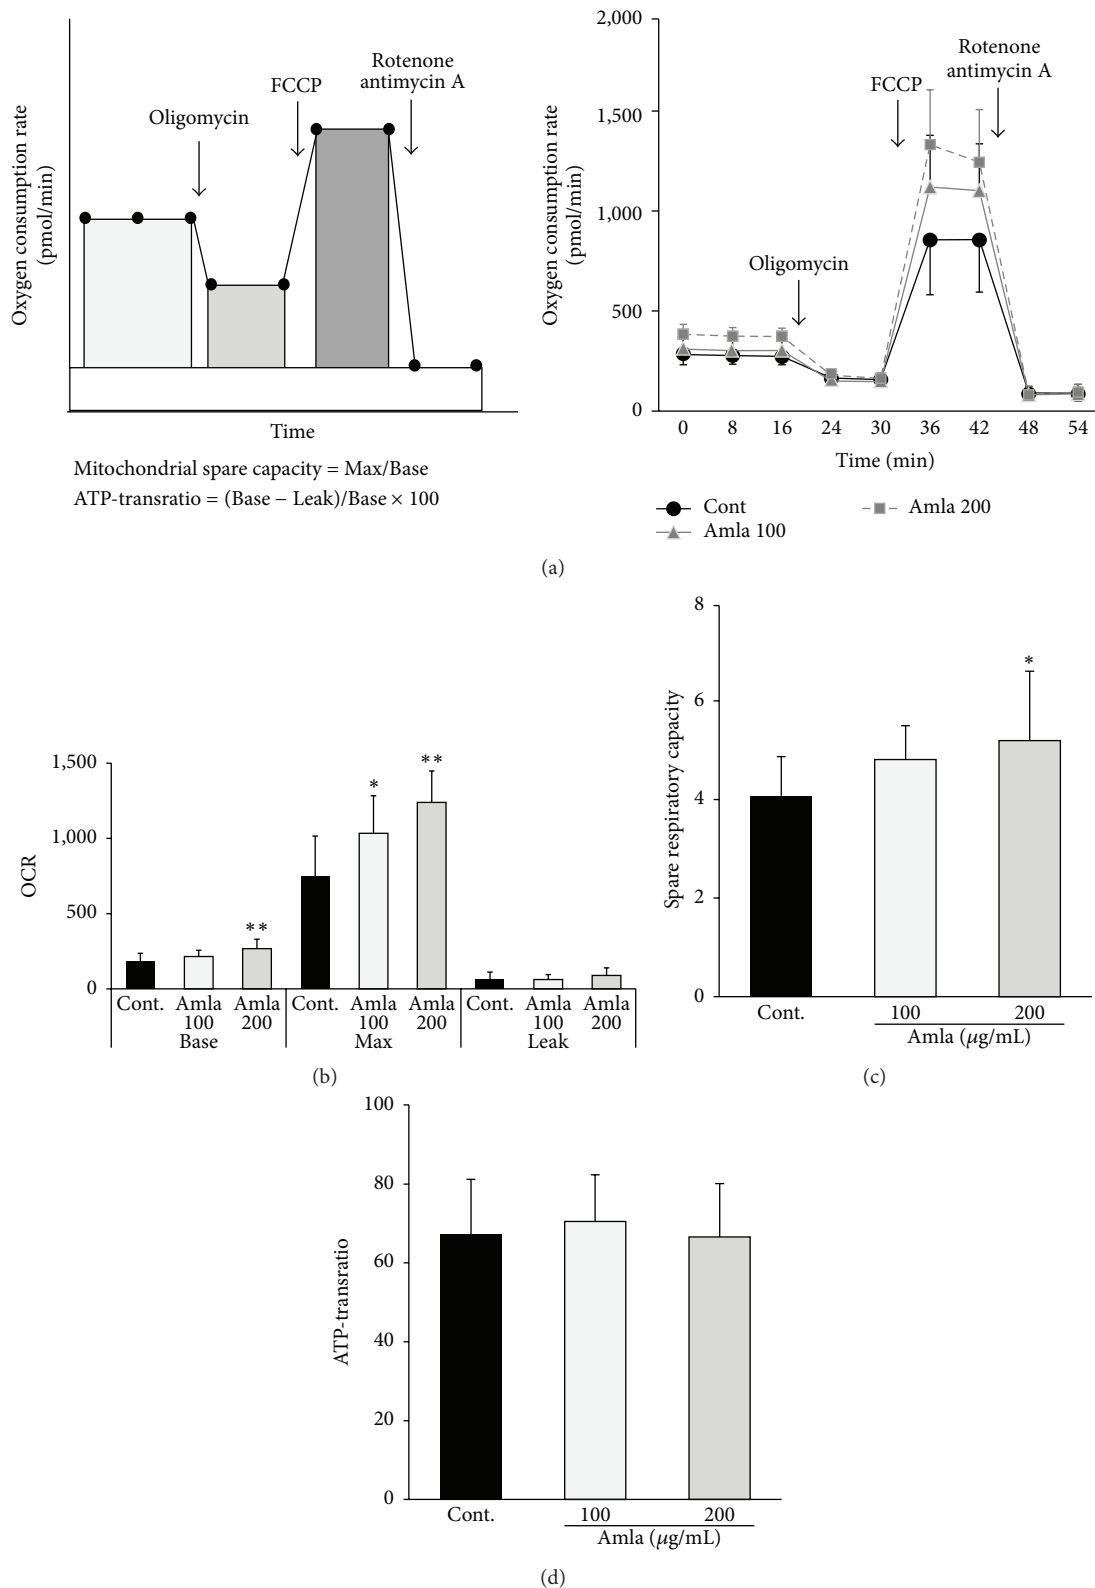 Oxygen consumption rate
(pmol/min)
Oligomycin
FCCP
Rotenone
antimycin A
Time
Mitochondrial spare capacity = Max/Base
ATP-transratio = (Base − Leak)/Base × 100
Oxygen consumption rate
(pmol/min)
2,000
1,500
1,000
500
0
Oligomycin
FCCP
Rotenone
antimycin A
0 8 16 24 30 36 42 48 54
Time (min)
Cont
Amla 100
Amla 200
(a)
OCR
1,500
1,000
500
0
* **
**
Cont. Amla Amla Cont. Amla Amla Cont. Amla Amla
100 200 100 200 100 200
Base Max Leak
(b)
Spare respiratory capacity
8
6
4
2
0
*
Cont. 100 200
Amla (μg/mL)
(c)
ATP-transratio
100
80
60
40
20
0
Cont. 100 200
Amla (μg/mL)
(d)